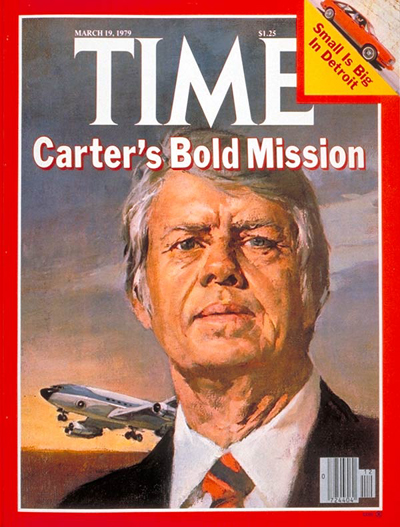 MARCH 19, 1979
$1.25
TIME
Small Is Big
In Detroit
Carter's Bold Mission